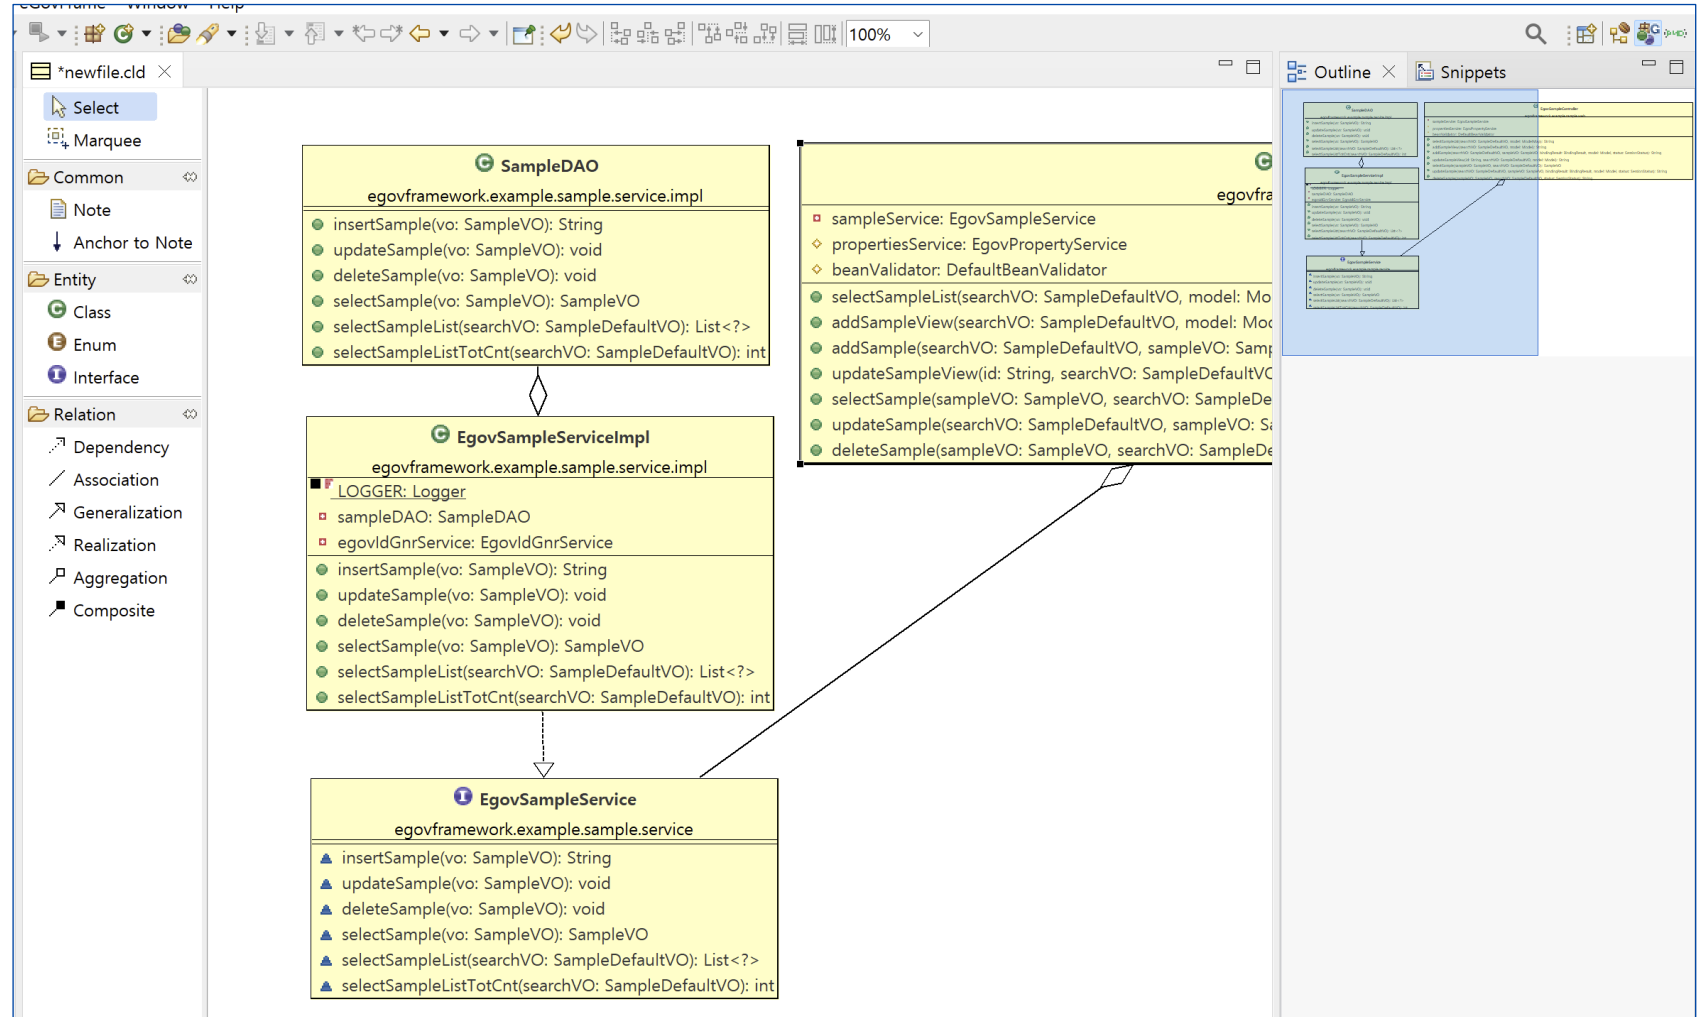 eGovFrame Window Help
100%
*newfile.cld
Outline
Snippets
Select
Marquee
Common
Note
Anchor to Note
Entity
Class
Enum
Interface
Relation
Dependency
Association
Generalization
Realization
Aggregation
Composite
SampleDAO
egovframework.example.sample.service.impl
insertSample(vo: SampleVO): String
updateSample(vo: SampleVO): void
deleteSample(vo: SampleVO): void
selectSample(vo: SampleVO): SampleVO
selectSampleList(searchVO: SampleDefaultVO): List<?>
selectSampleListTotCnt(searchVO: SampleDefaultVO): int
egovfra
sampleService: EgovSampleService
propertiesService: EgovPropertyService
beanValidator: DefaultBeanValidator
selectSampleList(searchVO: SampleDefaultVO, model: Mo
addSampleView(searchVO: SampleDefaultVO, model: Moc
addSample(searchVO: SampleDefaultVO, sampleVO: Samp
updateSampleView(id: String, searchVO: SampleDefaultVC
selectSample(sampleVO: SampleVO, searchVO: SampleDe
updateSample(searchVO: SampleDefaultVO, sampleVO: Sa
deleteSample(sampleVO: SampleVO, searchVO: SampleDe
EgovSampleServiceImpl
egovframework.example.sample.service.impl
LOGGER: Logger
sampleDAO: SampleDAO
egovIdGnrService: EgovIdGnrService
insertSample(vo: SampleVO): String
updateSample(vo: SampleVO): void
deleteSample(vo: SampleVO): void
selectSample(vo: SampleVO): SampleVO
selectSampleList(searchVO: SampleDefaultVO): List<?>
selectSampleListTotCnt(searchVO: SampleDefaultVO): int
EgovSampleService
egovframework.example.sample.service
insertSample(vo: SampleVO): String
updateSample(vo: SampleVO): void
deleteSample(vo: SampleVO): void
selectSample(vo: SampleVO): SampleVO
selectSampleList(searchVO: SampleDefaultVO): List<?>
selectSampleListTotCnt(searchVO: SampleDefaultVO): int